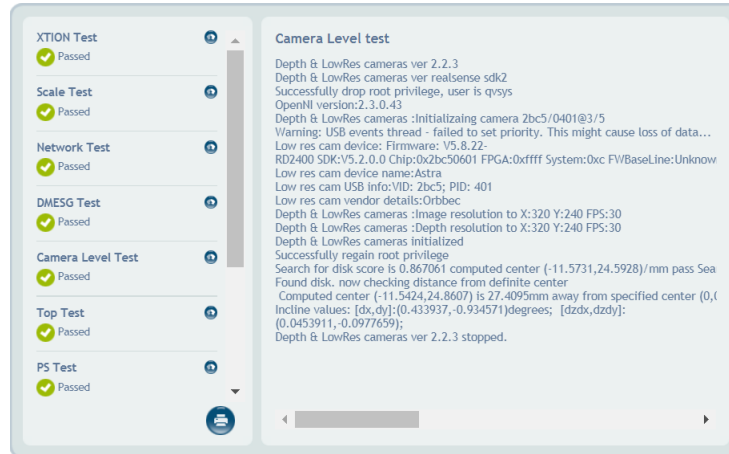 XTION Test
Passed
Scale Test
Passed
Network Test
Passed
DMESG Test
Passed
Camera Level Test
Passed
Top Test
Passed
PS Test
Passed
Camera Level test
Depth & LowRes cameras ver 2.2.3
Depth & LowRes cameras ver realsense sdk2
Successfully drop root privilege, user is qvsys
OpenNI version:2.3.0.43
Depth & LowRes cameras :Initializaing camera 2bc5/0401@3/5
Warning: USB events thread - failed to set priority. This might cause loss of data...
Low res cam device: Firmware: V5.8.22-
RD2400 SDK:V5.2.0.0 Chip:0x2bc50601 FPGA:0xffff System:0xc FWBaseLine:Unknow
Low res cam device name:Astra
Low res cam USB info:VID: 2bc5; PID: 401
Low res cam vendor details:Orbbec
Depth & LowRes cameras :Image resolution to X:320 Y:240 FPS:30
Depth & LowRes cameras :Depth resolution to X:320 Y:240 FPS:30
Depth & LowRes cameras initialized
Successfully regain root privilege
Search for disk score is 0.867061 computed center (-11.5731,24.5928)/mm pass Sea
Found disk. now checking distance from definite center
Computed center (-11.5424,24.8607) is 27.4095mm away from specified center (0,
Incline values: [dx,dy]:(0.433937,-0.934571)degrees; [dzdx,dzdy]:
(0.0453911,-0.0977659);
Depth & LowRes cameras ver 2.2.3 stopped.